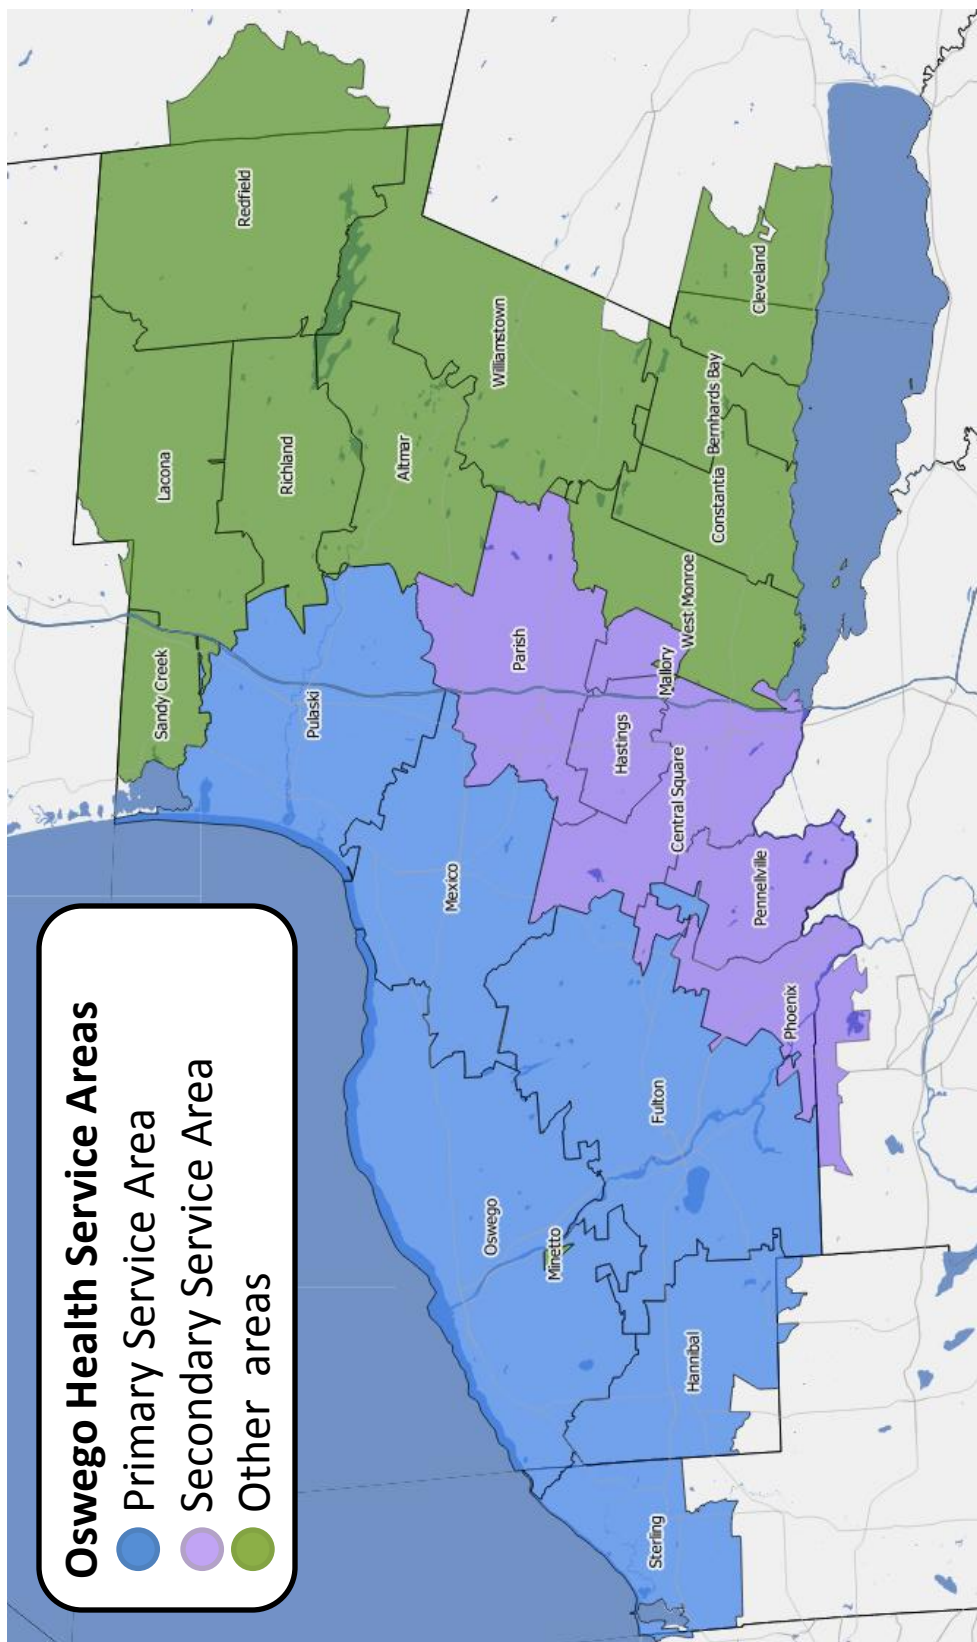 Oswego Health Service Areas
Primary Service Area
Secondary Service Area
Other areas
Sandy Creek
Lacona
Redfield
Richland
Pulaski
Altmar
Mexico
Williamstown
Parish
Oswego
Minetto
Hastings
Mallory
Fulton
Central Square
West Monroe
Constantia
Bernhards Bay
Cleveland
Sterling
Hannibal
Pennellville
Phoenix